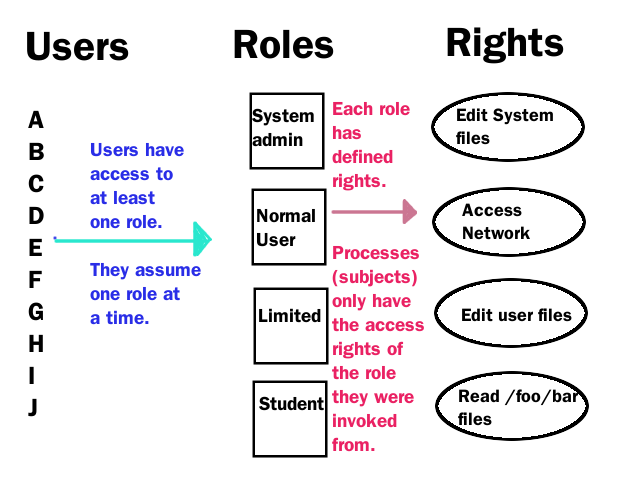 Users
Roles
Rights
A
B
C
D
E
F
G
H
I
J
Users have
access to
at least
one role.
They assume
one role at
a time.
System
admin
Normal
User
Limited
Student
Each role
has
defined
rights.
Processes
(subjects)
only have
the access
rights of
the role
they were
invoked
from.
Edit System
files
Access
Network
Edit user files
Read /foo/bar
files